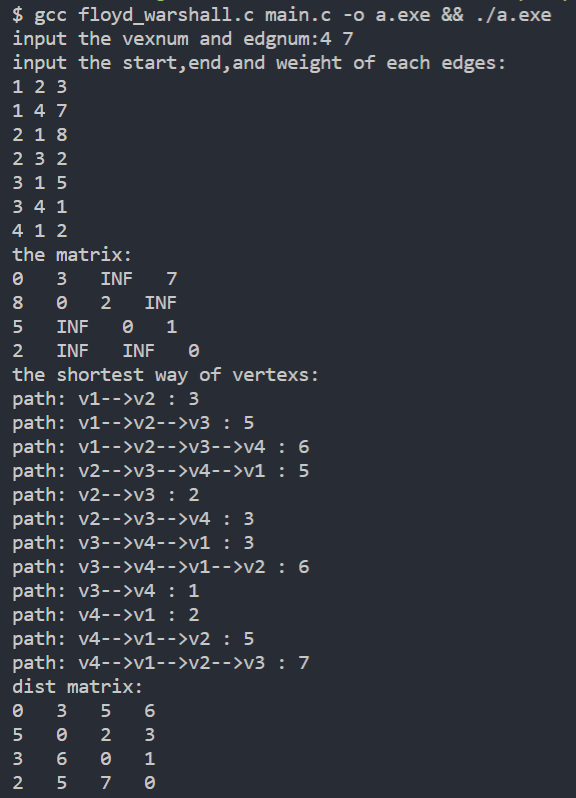 $ gcc floyd_warshall.c main.c -o a.exe && ./a.exe
input the vexnum and edgnum:4 7
input the start,end,and weight of each edges:
1 2 3
1 4 7
2 1 8
2 3 2
3 1 5
3 4 1
4 1 2
the matrix:
0   3   INF   7
8   0   2   INF
5   INF   0   1
2   INF   INF   0
the shortest way of vertexs:
path: v1-->v2 : 3
path: v1-->v2-->v3 : 5
path: v1-->v2-->v3-->v4 : 6
path: v2-->v3-->v4-->v1 : 5
path: v2-->v3 : 2
path: v2-->v3-->v4 : 3
path: v3-->v4-->v1 : 3
path: v3-->v4-->v1-->v2 : 6
path: v3-->v4 : 1
path: v4-->v1 : 2
path: v4-->v1-->v2 : 5
path: v4-->v1-->v2-->v3 : 7
dist matrix:
0   3   5   6
5   0   2   3
3   6   0   1
2   5   7   0